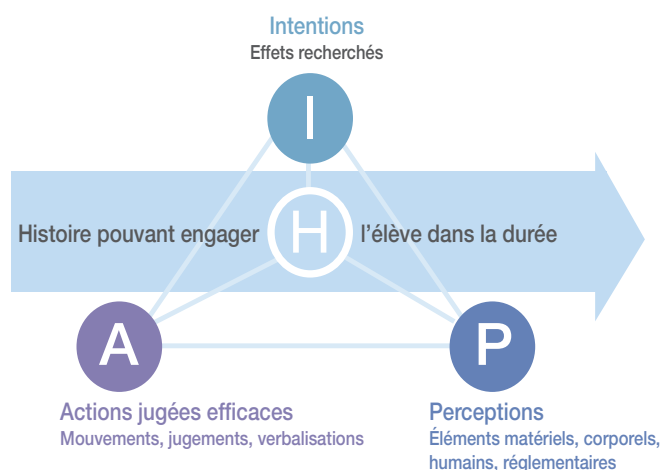 Intentions
Effets recherchés
I
Histoire pouvant engager H l'élève dans la durée
A
P
Actions jugées efficaces
Mouvements, jugements, verbalisations
Perceptions
Éléments matériels, corporels,
humains, réglementaires